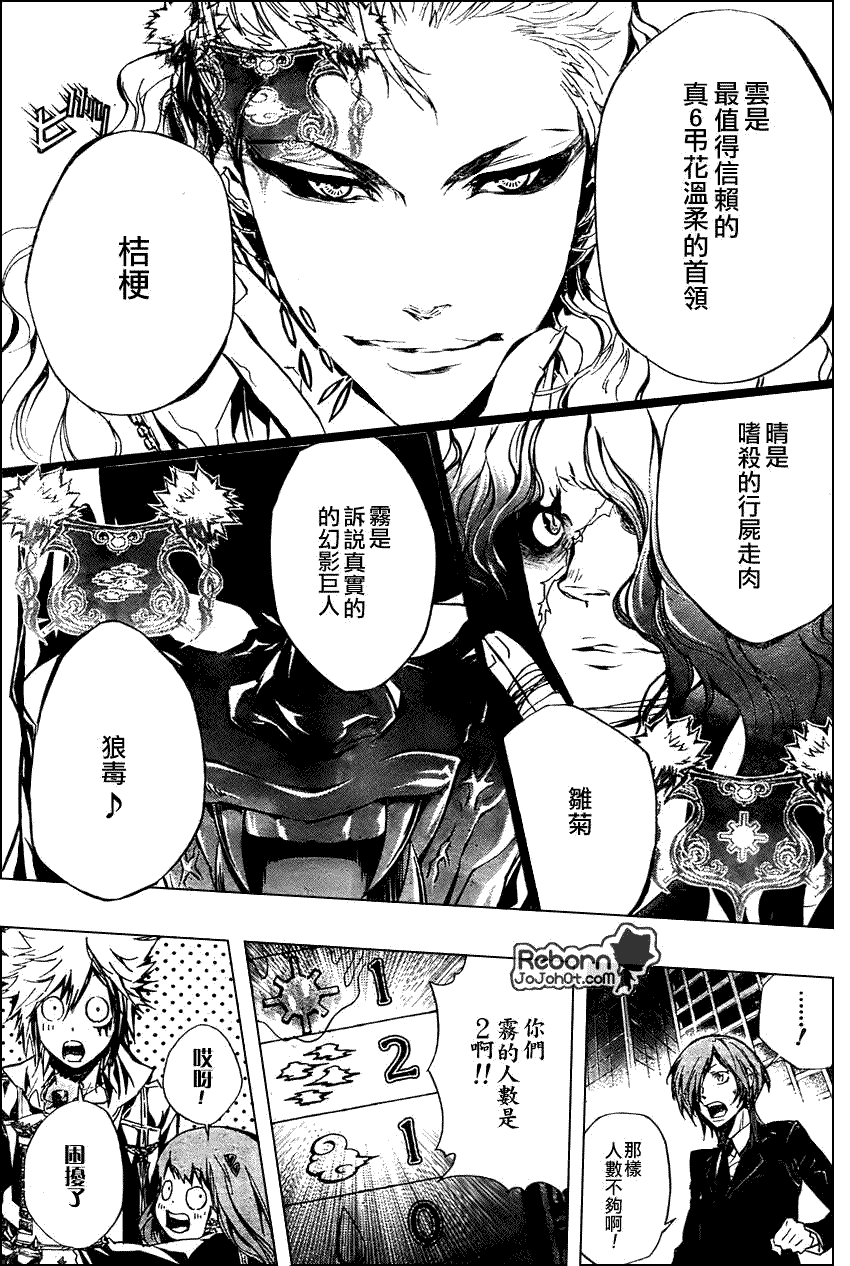 雲是
最值得信賴的
真6弔花溫柔的首領
桔梗
晴是
嗜殺的行屍走肉
雛菊
霧是
訴說真實的
的幻影巨人
狼毒♪
Reborn
JoJoHOt.com
……！
那樣
人數不夠啊！
你們
霧的人數是
2啊!!
1
2
1
0
哎呀！
困擾了